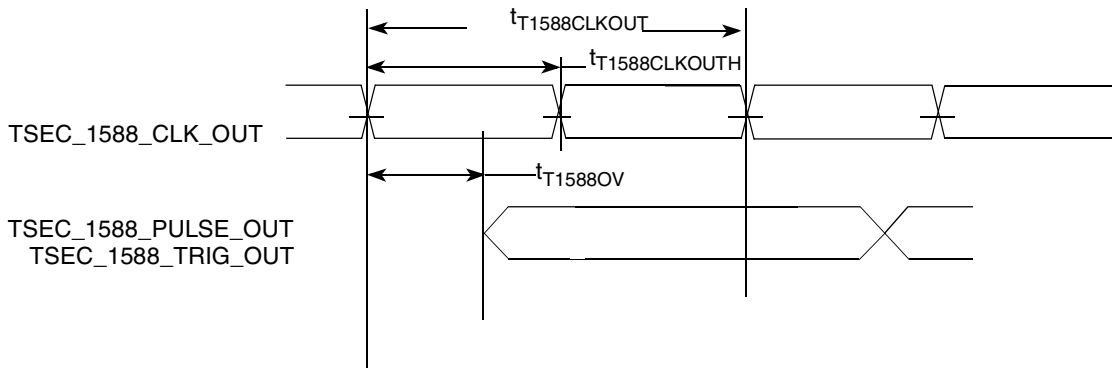 tT1588CLKOUT
tT1588CLKOUTH
TSEC_1588_CLK_OUT
tT1588OV
TSEC_1588_PULSE_OUT
TSEC_1588_TRIG_OUT